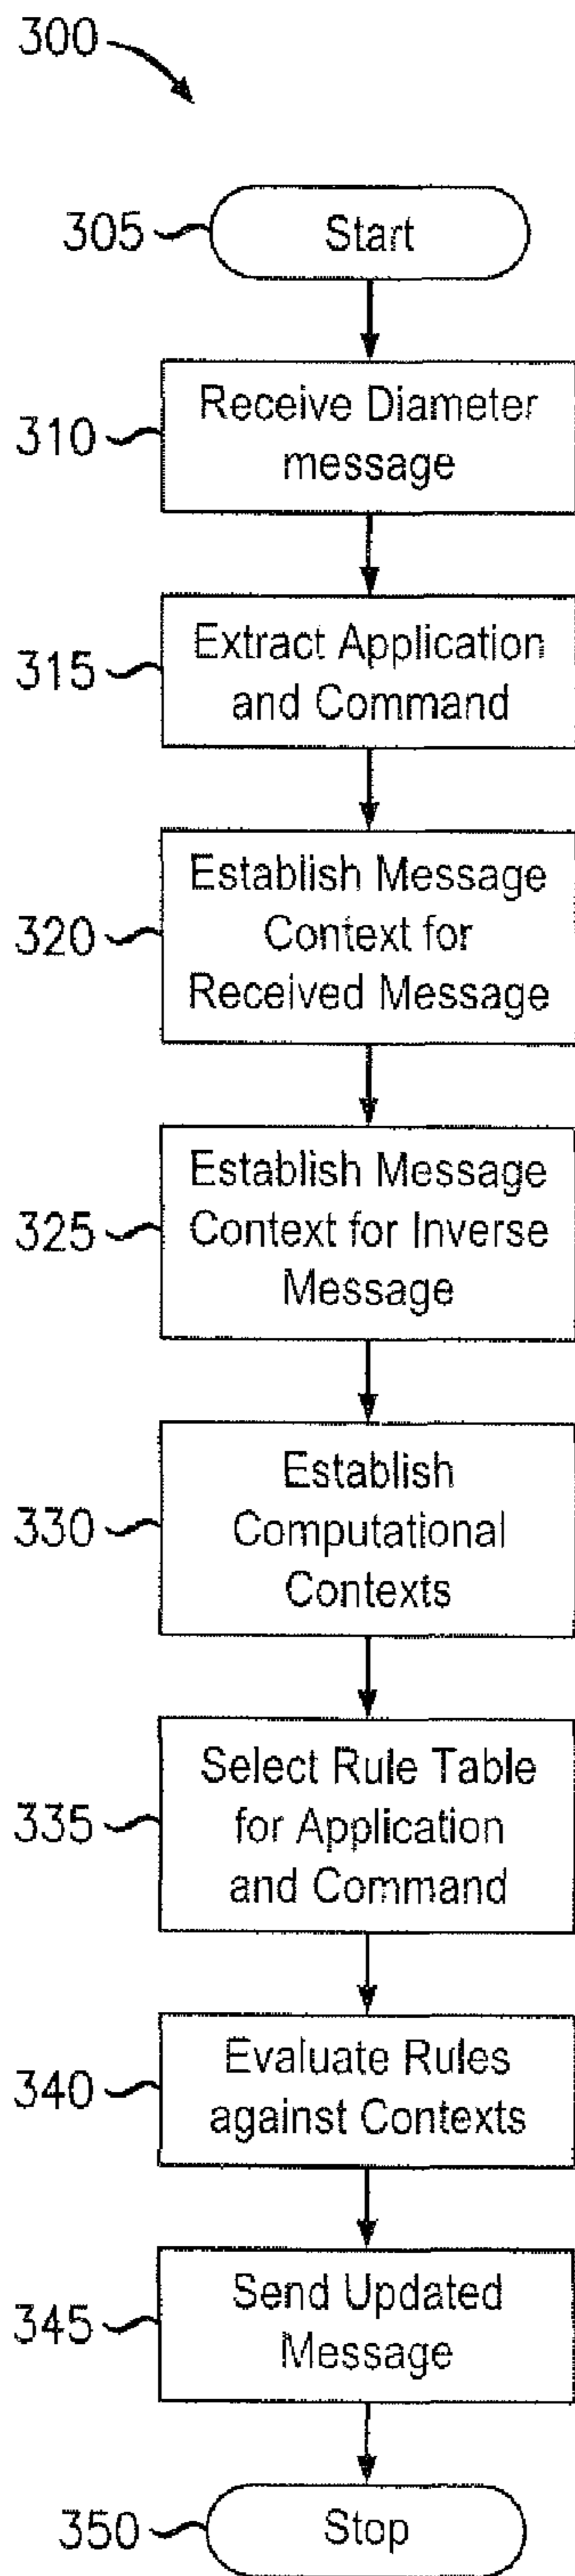 300
305
Start
310
Receive Diameter
message
315
Extract Application
and Command
320
Establish Message
Context for
Received Message
325
Establish Message
Context for Inverse
Message
330
Establish
Computational
Contexts
335
Select Rule Table
for Application
and Command
340
Evaluate Rules
against Contexts
345
Send Updated
Message
350
Stop